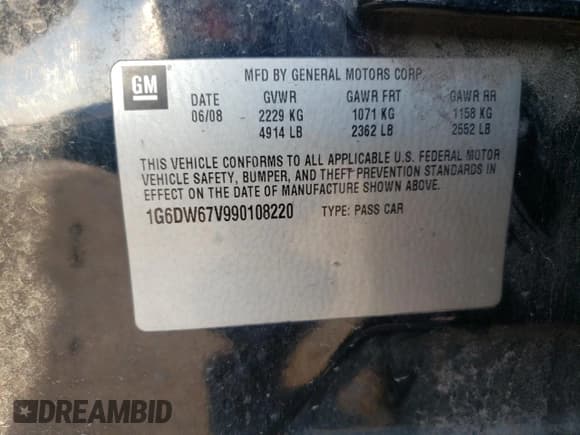 GM
MFD BY GENERAL MOTORS CORP.
DATE GVWR GAWR FRT GAWR RR
06/08 2229 KG 1071 KG 1158 KG
4914 LB 2362 LB 2552 LB
THIS VEHICLE CONFORMS TO ALL APPLICABLE U.S. FEDERAL MOTOR
VEHICLE SAFETY, BUMPER, AND THEFT PREVENTION STANDARDS IN
EFFECT ON THE DATE OF MANUFACTURE SHOWN ABOVE.
1G6DW67V990108220 TYPE: PASS CAR
DREAMBID